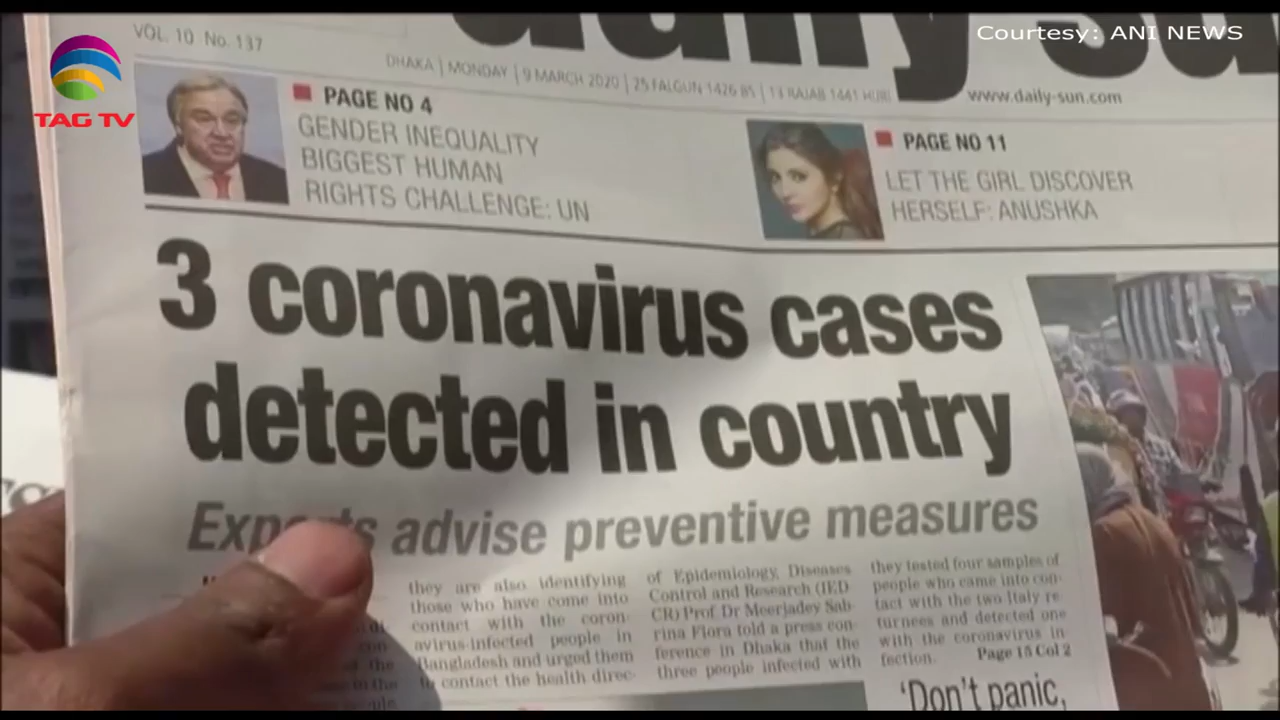 Courtesy: ANI NEWS
TAG TV
VOL. 10 No. 137
daily su
DHAKA | MONDAY | 9 MARCH 2020 | 25 FALGUN 1426 BS | 13 RAJAB 1441 HIJRI
www.daily-sun.com
PAGE NO 4
GENDER INEQUALITY
BIGGEST HUMAN
RIGHTS CHALLENGE: UN
PAGE NO 11
LET THE GIRL DISCOVER
HERSELF: ANUSHKA
3 coronavirus cases
detected in country
Experts advise preventive measures
they are also identifying
those who have come into
contact with the coron-
avirus-infected people in
Bangladesh and urged them
to contact the health direc-
of Epidemiology, Diseases
Control and Research (IED
CR) Prof Dr Meerjadey Sab-
rina Flora told a press con-
ference in Dhaka that the
three people infected with
they tested four samples of
people who came into con-
tact with the two Italy re-
turnees and detected one
with the coronavirus in-
fection. Page 15 Col 2
'Don't panic,